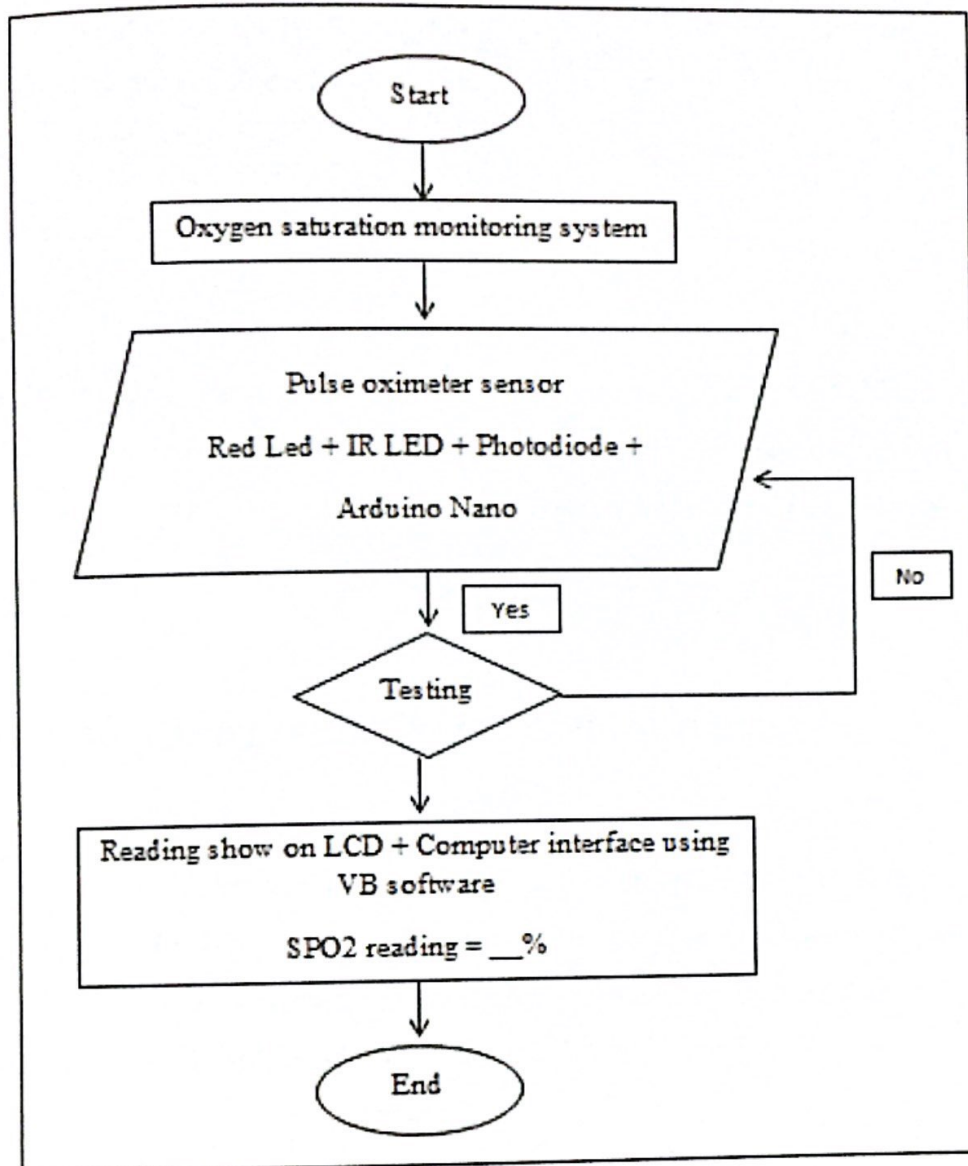 Start
Oxygen saturation monitoring system
Pulse oximeter sensor
Red Led + IR LED + Photodiode +
Arduino Nano
No
Yes
Testing
Reading show on LCD + Computer interface using
VB software
SPO2 reading = __%
End